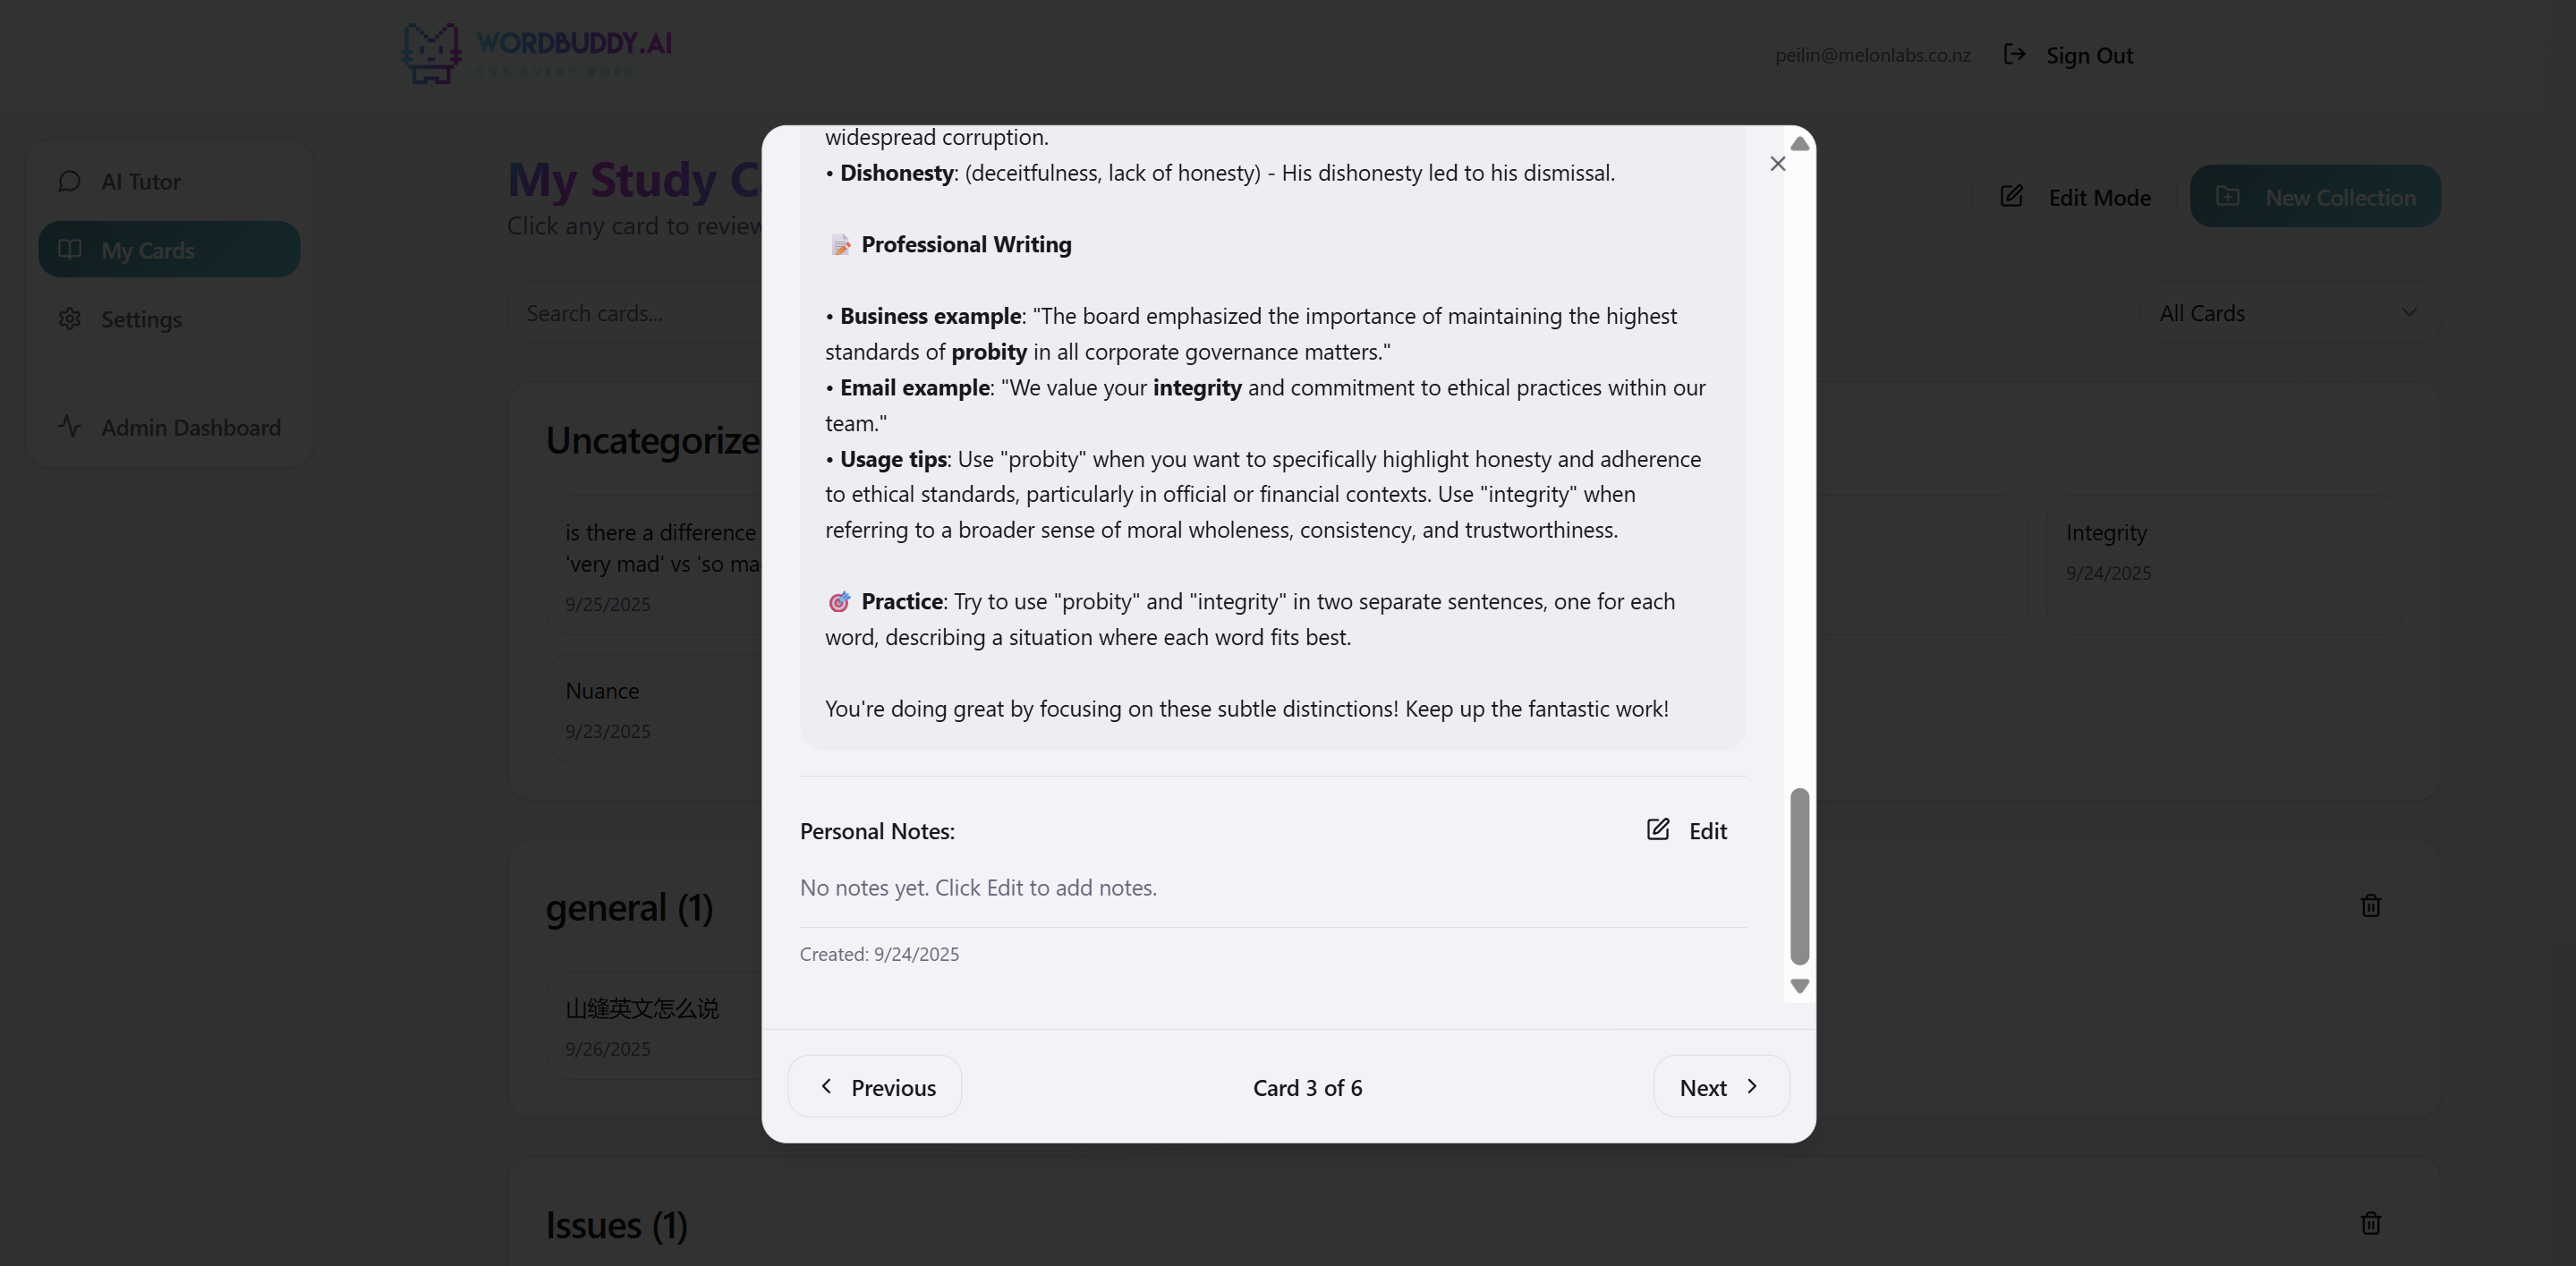 WORDBUDDY.AI
OWN EVERY WORD
peilin@melonlabs.co.nz
Sign Out
AI Tutor
My Cards
Settings
Admin Dashboard
My Study C
Click any card to review
Edit Mode
New Collection
Search cards...
All Cards
Uncategorize
is there a difference
'very mad' vs 'so ma
9/25/2025
Integrity
9/24/2025
Nuance
9/23/2025
general (1)
山缝英文怎么说
9/26/2025
Issues (1)
widespread corruption.
• Dishonesty: (deceitfulness, lack of honesty) - His dishonesty led to his dismissal.
📝 Professional Writing
• Business example: "The board emphasized the importance of maintaining the highest
standards of probity in all corporate governance matters."
• Email example: "We value your integrity and commitment to ethical practices within our
team."
• Usage tips: Use "probity" when you want to specifically highlight honesty and adherence
to ethical standards, particularly in official or financial contexts. Use "integrity" when
referring to a broader sense of moral wholeness, consistency, and trustworthiness.
🎯 Practice: Try to use "probity" and "integrity" in two separate sentences, one for each
word, describing a situation where each word fits best.
You're doing great by focusing on these subtle distinctions! Keep up the fantastic work!
Personal Notes:
Edit
No notes yet. Click Edit to add notes.
Created: 9/24/2025
Previous
Card 3 of 6
Next